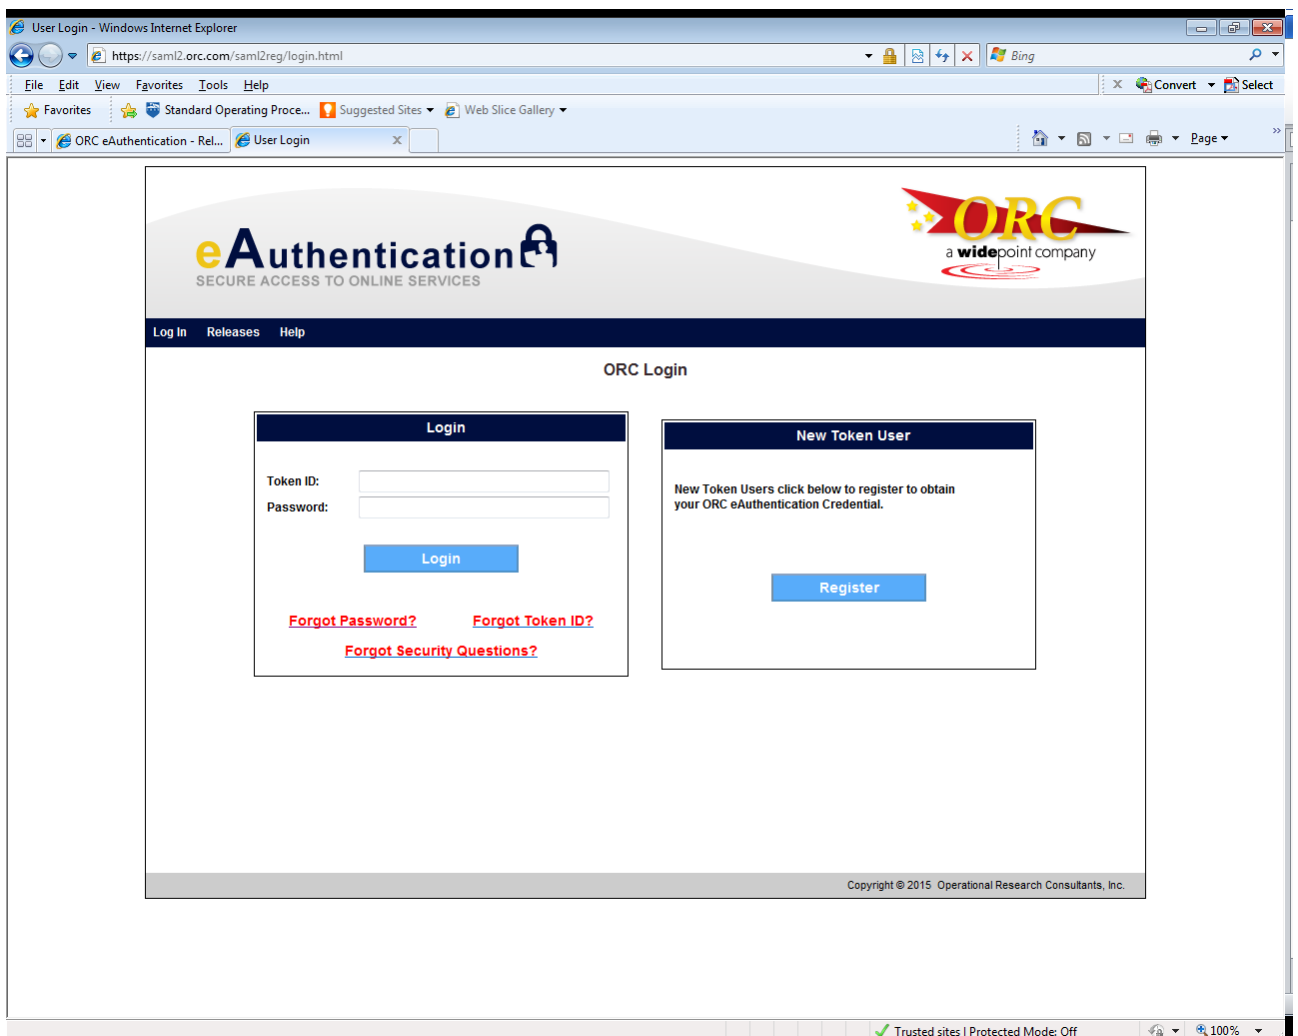 User Login - Windows Internet Explorer
https://saml2.orc.com/saml2reg/login.html
Bing
File Edit View Favorites Tools Help
x Convert Select
Favorites Standard Operating Proce... Suggested Sites Web Slice Gallery
ORC eAuthentication - Rel... User Login x Page »
eAuthentication
SECURE ACCESS TO ONLINE SERVICES
ORC
a widepoint company
Log In Releases Help
ORC Login
Login
Token ID:
Password:
Login
Forgot Password? Forgot Token ID?
Forgot Security Questions?
New Token User
New Token Users click below to register to obtain
your ORC eAuthentication Credential.
Register
Copyright © 2015 Operational Research Consultants, Inc.
Trusted sites | Protected Mode: Off 100%